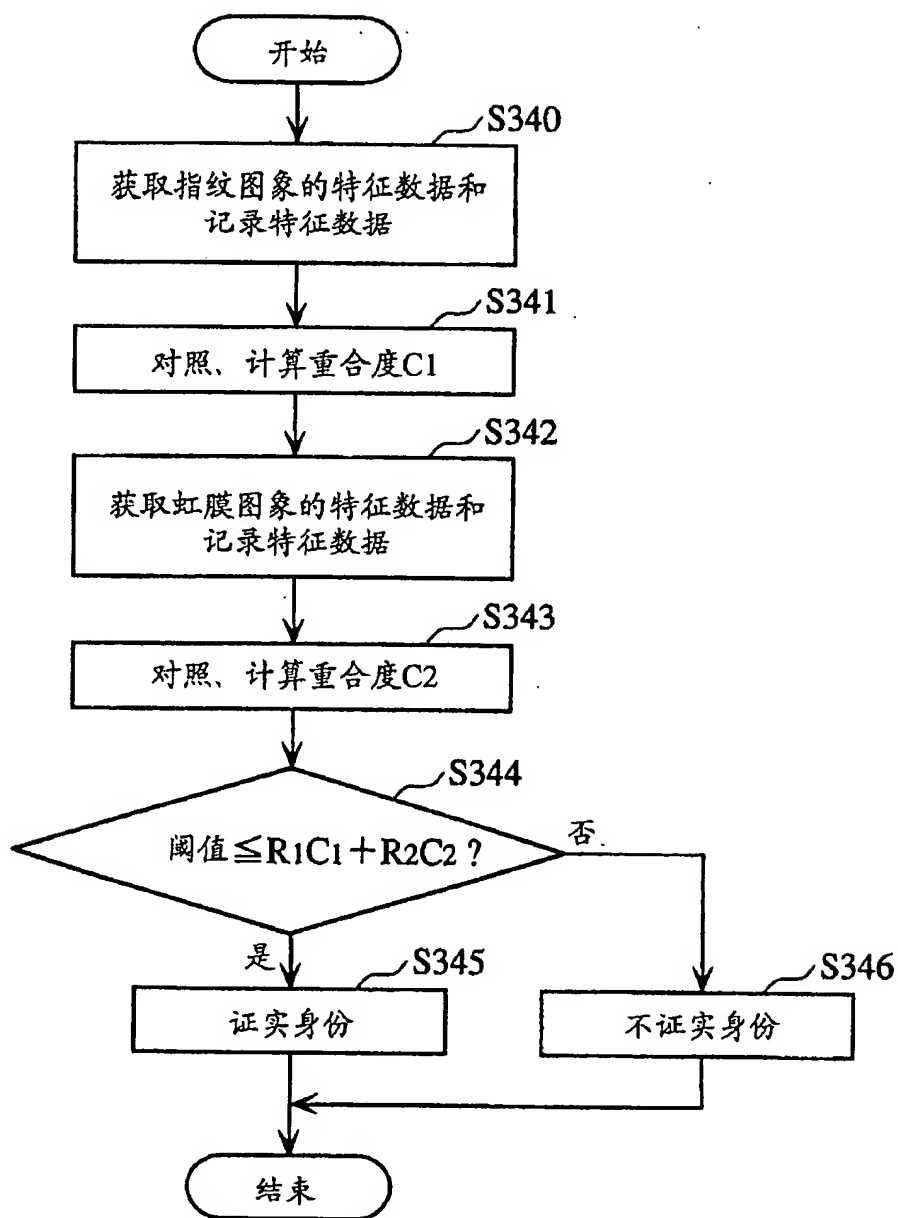 开始
S340
获取指纹图象的特征数据和
记录特征数据
S341
对照、计算重合度C1
S342
获取虹膜图象的特征数据和
记录特征数据
S343
对照、计算重合度C2
S344
阈值≦R1C1+R2C2?
否
是
S345
证实身份
S346
不证实身份
结束